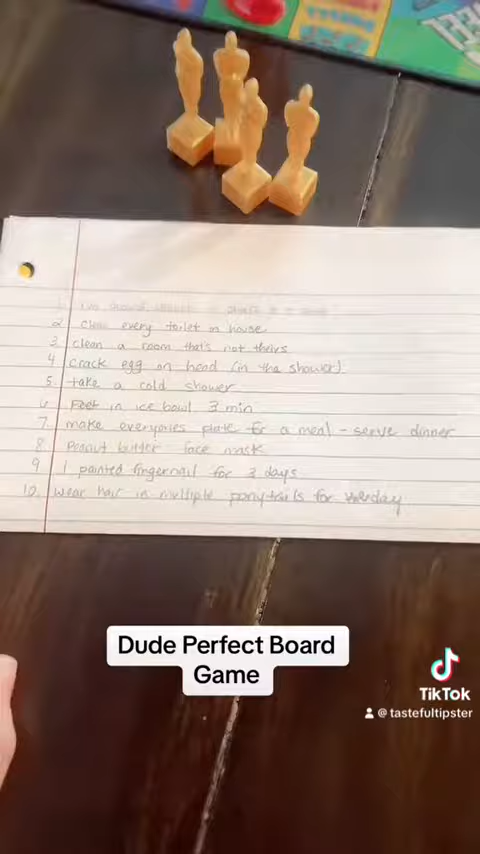 2 clean every toilet in house
3 clean a room that's not theirs
4 crack egg on head (in the shower)
5. take a cold shower
6 Feet in ice bowl 3 min
7. make everyones plate for a meal - serve dinner
8. Peanut butter face mask
9 1 painted fingernail for 3 days
10. wear hair in multiple ponytails for
Dude Perfect Board
Game
TikTok
@tastefultipster